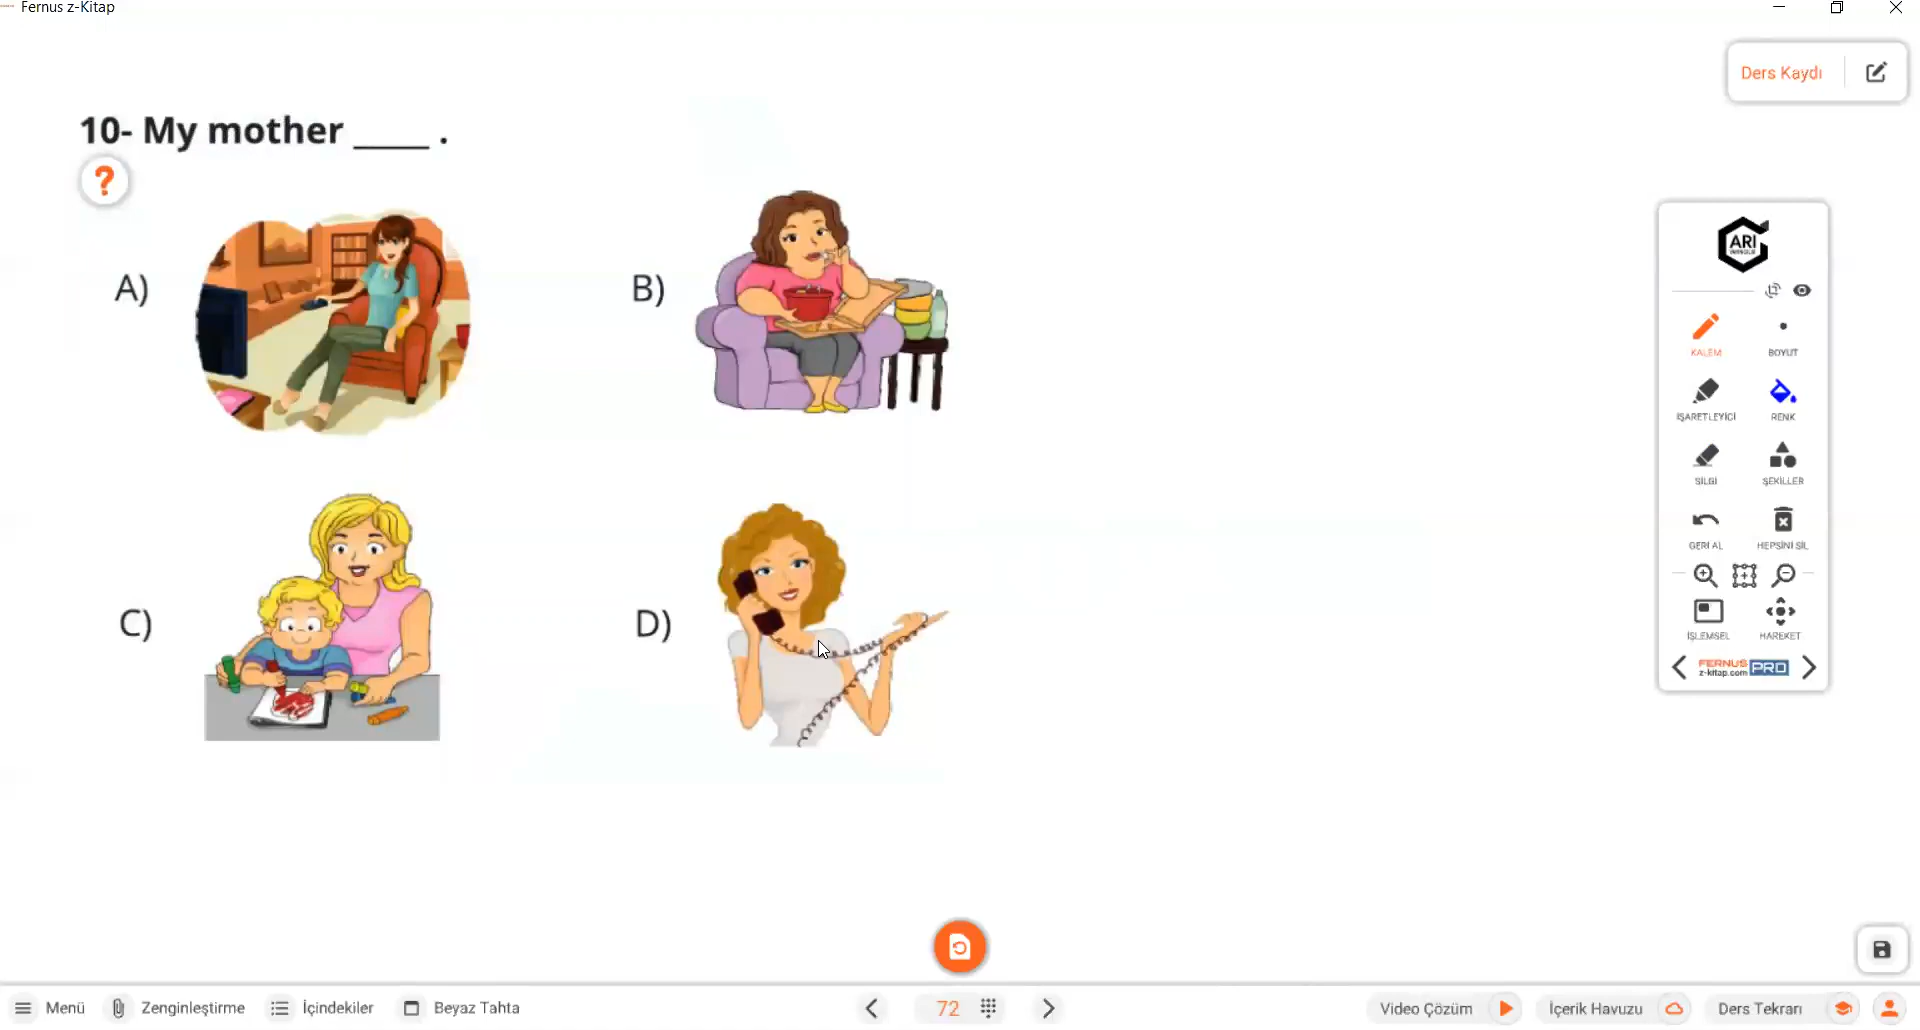 Fernus z-Kitap
Ders Kaydı
10- My mother ____ .
?
A)
B)
C)
D)
ARI
KALEM
BOYUT
İŞARETLEYİCİ
RENK
SİLGİ
ŞEKİLLER
GERİ AL
HEPSİNİ SİL
İŞLEMSEL
HAREKET
FERNUS PRO
z-kitap.com
Menü
Zenginleştirme
İçindekiler
Beyaz Tahta
72
Video Çözüm
İçerik Havuzu
Ders Tekrarı